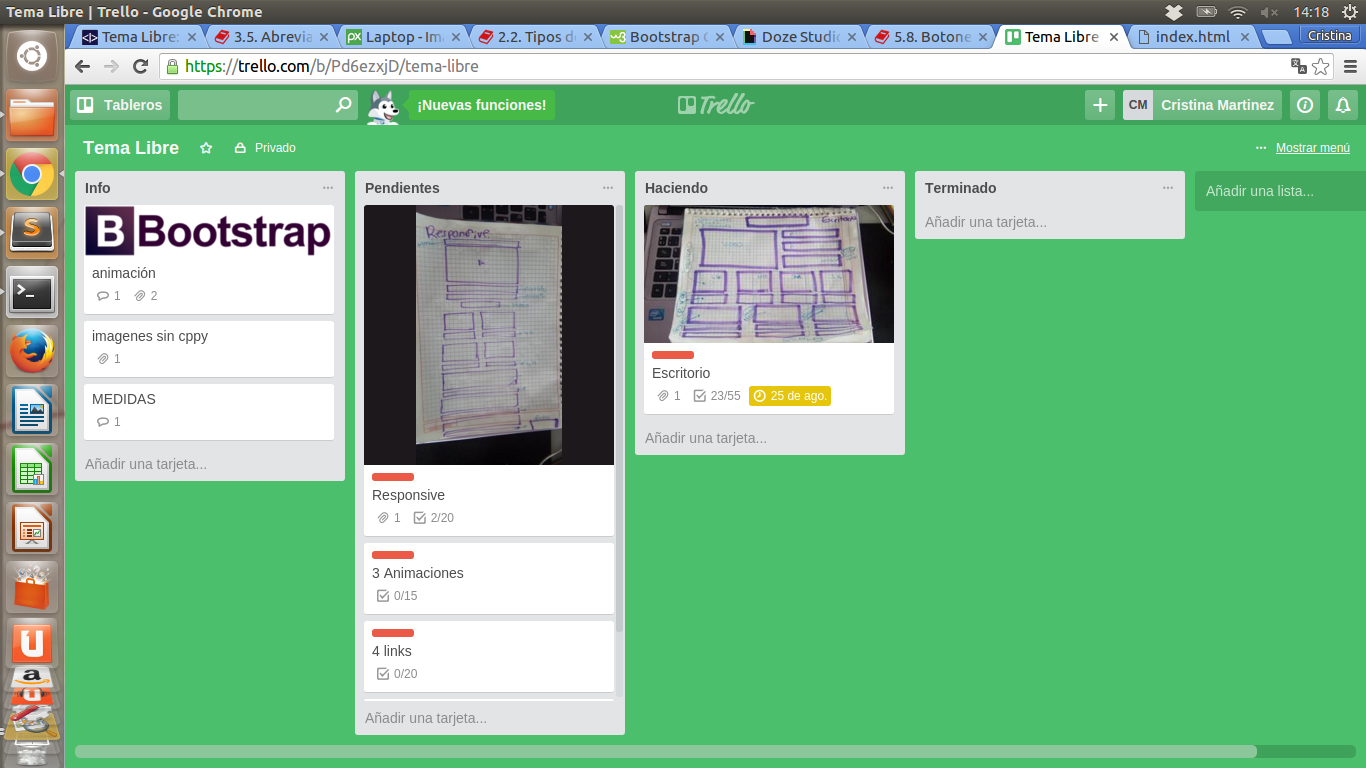 Tema Libre | Trello - Google Chrome
14:18
Tema Libre:
3.5. Abrevia
Laptop - Im
2.2. Tipos d
Bootstrap
Doze Studi
5.8. Botone
Tema Libre
index.html
Cristina
https://trello.com/b/Pd6ezxjD/tema-libre
Tableros
¡Nuevas funciones!
Trello
CM Cristina Martinez
Tema Libre
Privado
Mostrar menú
Info
B Bootstrap
animación
1 2
imagenes sin cppy
1
MEDIDAS
1
Añadir una tarjeta...
Pendientes
Responsive
Responsive
1 2/20
3 Animaciones
0/15
4 links
0/20
Añadir una tarjeta...
Haciendo
Escritorio
Escritorio
1 23/55 25 de ago.
Añadir una tarjeta...
Terminado
Añadir una tarjeta...
Añadir una lista...